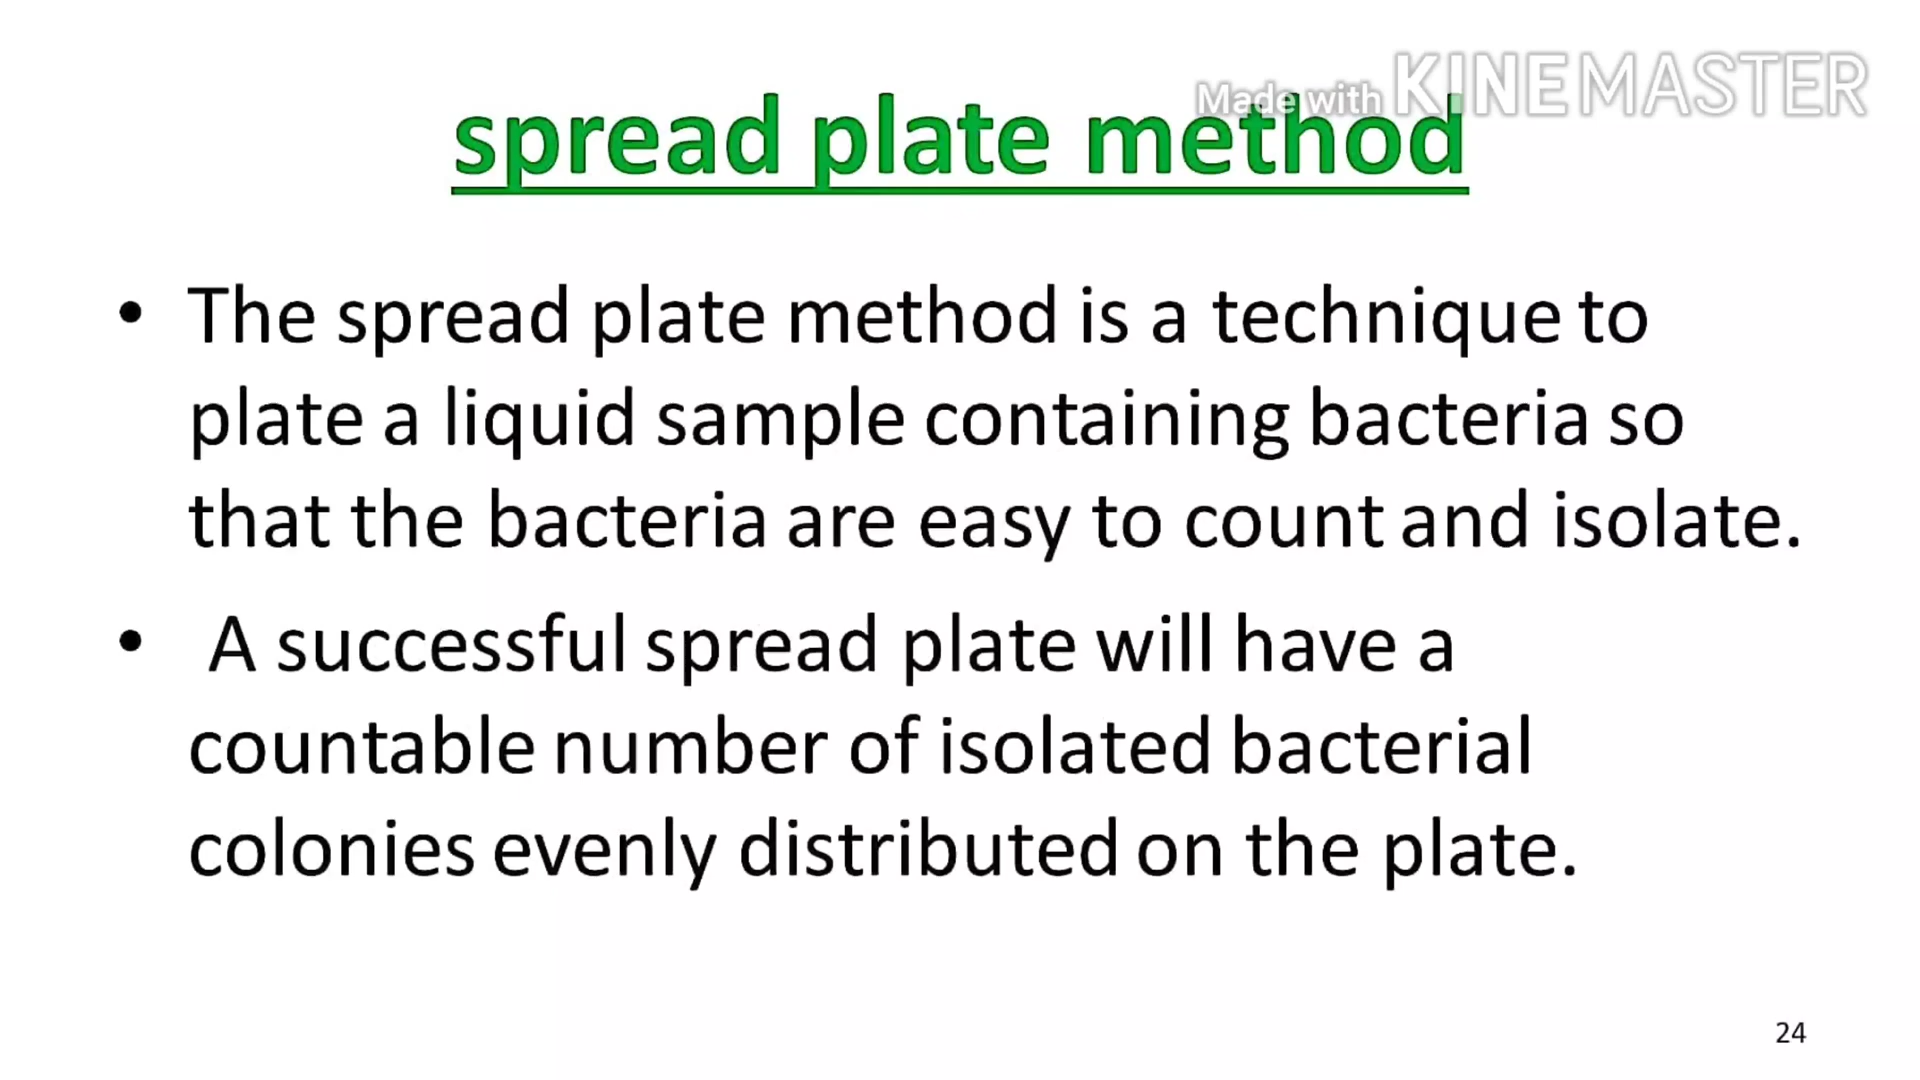 Made with KINEMASTER
spread plate method
• The spread plate method is a technique to
plate a liquid sample containing bacteria so
that the bacteria are easy to count and isolate.
• A successful spread plate will have a
countable number of isolated bacterial
colonies evenly distributed on the plate.
24